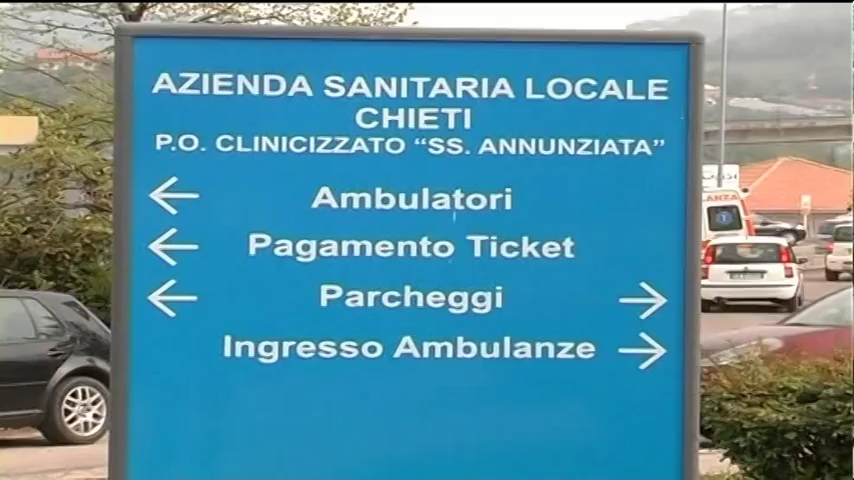 AZIENDA SANITARIA LOCALE
CHIETI
P.O. CLINICIZZATO “SS. ANNUNZIATA”
← Ambulatori
← Pagamento Ticket
← Parcheggi →
Ingresso Ambulanze →